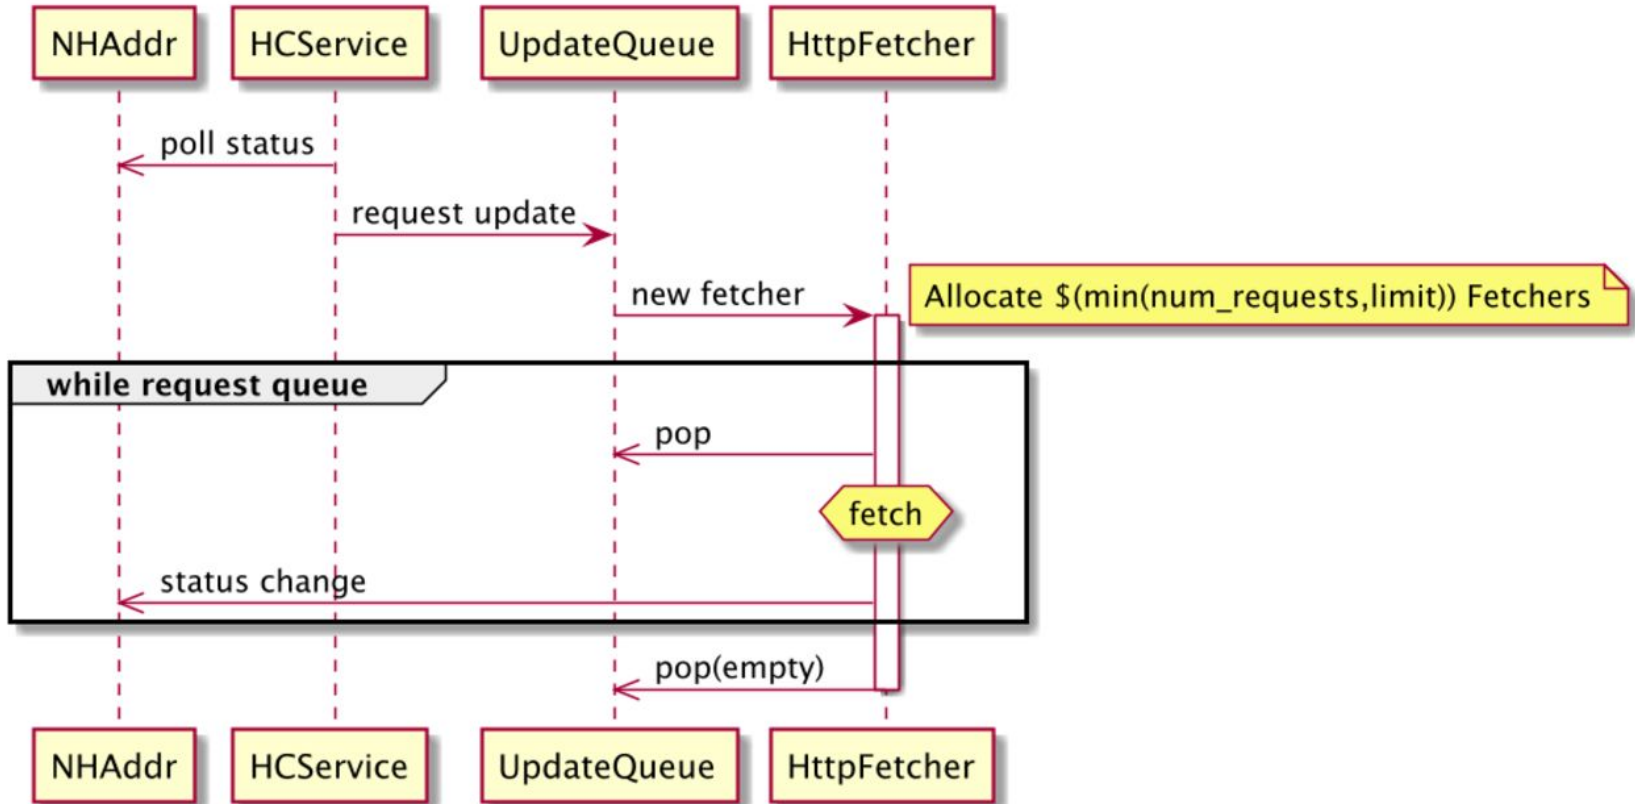 NHAddr HCService UpdateQueue HttpFetcher
poll status
request update
new fetcher
Allocate $(min(num_requests,limit)) Fetchers
while request queue
pop
fetch
status change
pop(empty)
NHAddr HCService UpdateQueue HttpFetcher